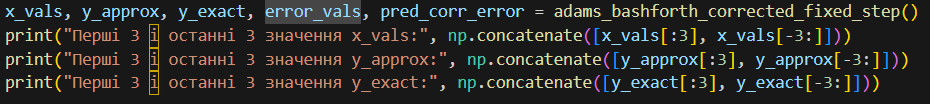 x_vals, y_approx, y_exact, error_vals, pred_corr_error = adams_bashforth_corrected_fixed_step()
print("Перші 3 і останні 3 значення x_vals:", np.concatenate([x_vals[:3], x_vals[-3:]]))
print("Перші 3 і останні 3 значення y_approx:", np.concatenate([y_approx[:3], y_approx[-3:]]))
print("Перші 3 і останні 3 значення y_exact:", np.concatenate([y_exact[:3], y_exact[-3:]]))